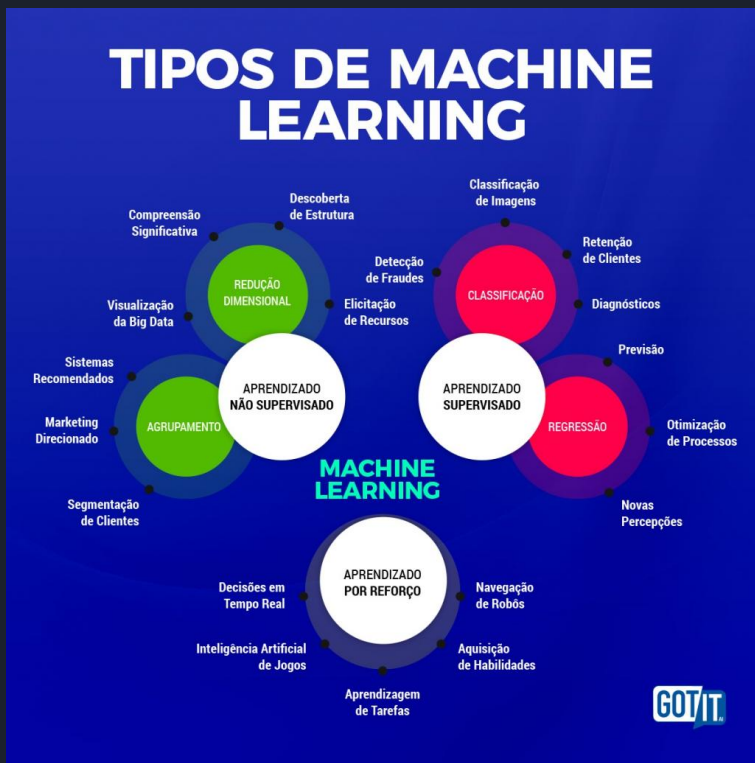 TIPOS DE MACHINE
LEARNING
Compreensão
Significativa
Descoberta
de Estrutura
Visualização
da Big Data
REDUÇÃO
DIMENSIONAL
Elicitação
de Recursos
Sistemas
Recomendados
Marketing
Direcionado
Segmentação
de Clientes
AGRUPAMENTO
APRENDIZADO
NÃO SUPERVISADO
Classificação
de Imagens
Detecção
de Fraudes
Retenção
de Clientes
CLASSIFICAÇÃO
Diagnósticos
APRENDIZADO
SUPERVISADO
Previsão
REGRESSÃO
Otimização
de Processos
Novas
Percepções
MACHINE
LEARNING
APRENDIZADO
POR REFORÇO
Decisões em
Tempo Real
Inteligência Artificial
de Jogos
Aprendizagem
de Tarefas
Navegação
de Robôs
Aquisição
de Habilidades
GOT IT